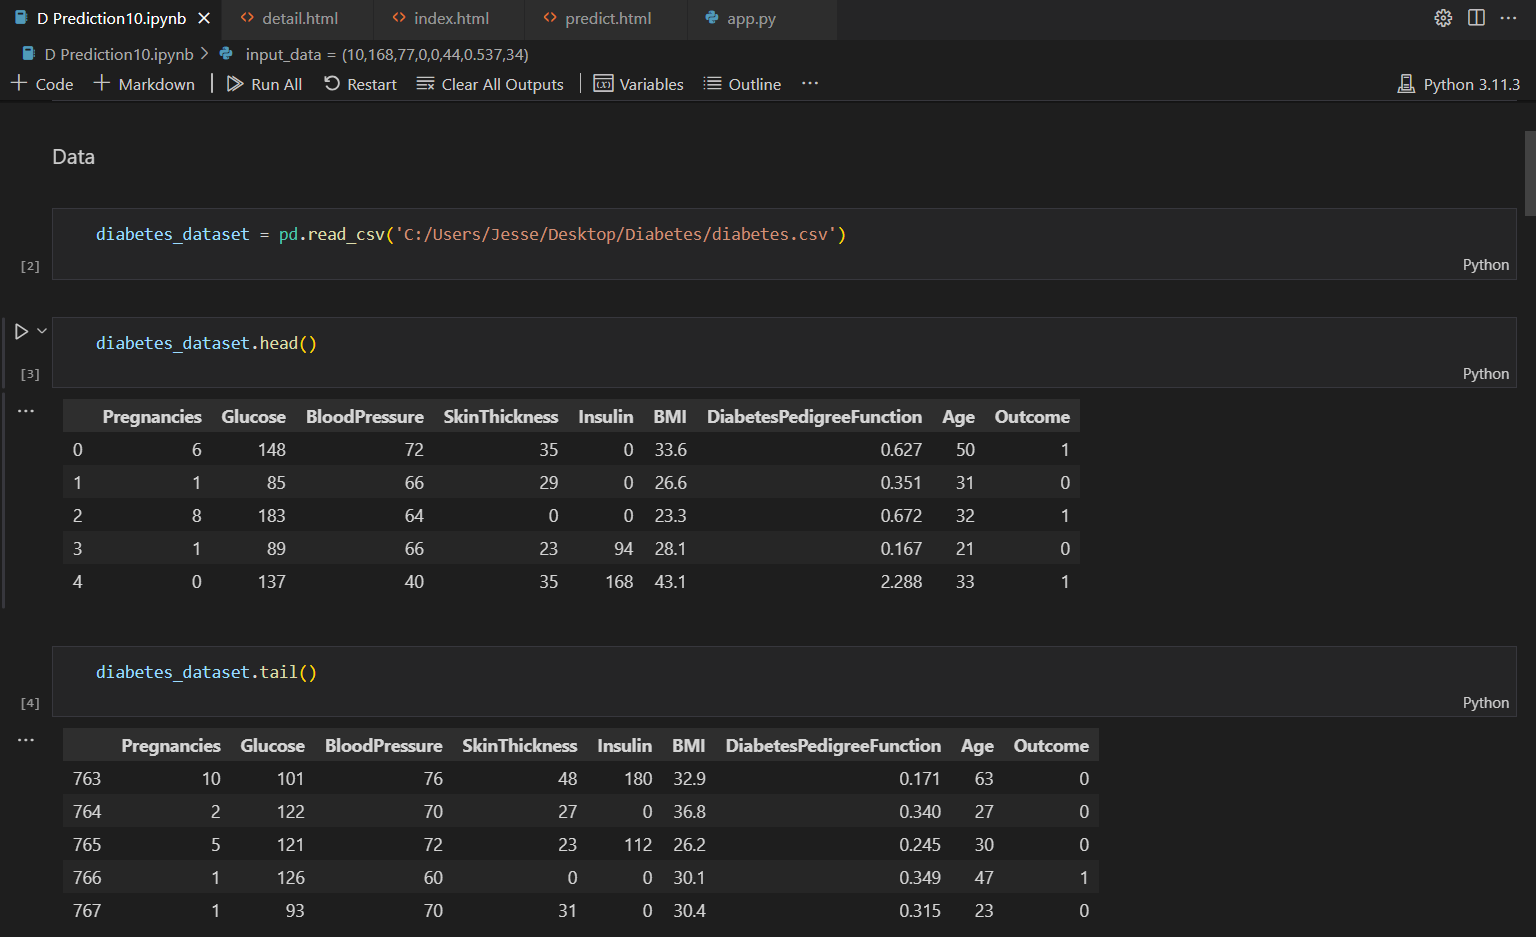 D Prediction10.ipynb detail.html index.html predict.html app.py
D Prediction10.ipynb input_data = (10,168,77,0,0,44,0.537,34)
Code Markdown Run All Restart Clear All Outputs Variables Outline ... Python 3.11.3
Data
diabetes_dataset = pd.read_csv('C:/Users/Jesse/Desktop/Diabetes/diabetes.csv')
[2] Python
diabetes_dataset.head()
[3] Python
Pregnancies Glucose BloodPressure SkinThickness Insulin BMI DiabetesPedigreeFunction Age Outcome
0 6 148 72 35 0 33.6 0.627 50 1
1 1 85 66 29 0 26.6 0.351 31 0
2 8 183 64 0 0 23.3 0.672 32 1
3 1 89 66 23 94 28.1 0.167 21 0
4 0 137 40 35 168 43.1 2.288 33 1
diabetes_dataset.tail()
[4] Python
Pregnancies Glucose BloodPressure SkinThickness Insulin BMI DiabetesPedigreeFunction Age Outcome
763 10 101 76 48 180 32.9 0.171 63 0
764 2 122 70 27 0 36.8 0.340 27 0
765 5 121 72 23 112 26.2 0.245 30 0
766 1 126 60 0 0 30.1 0.349 47 1
767 1 93 70 31 0 30.4 0.315 23 0